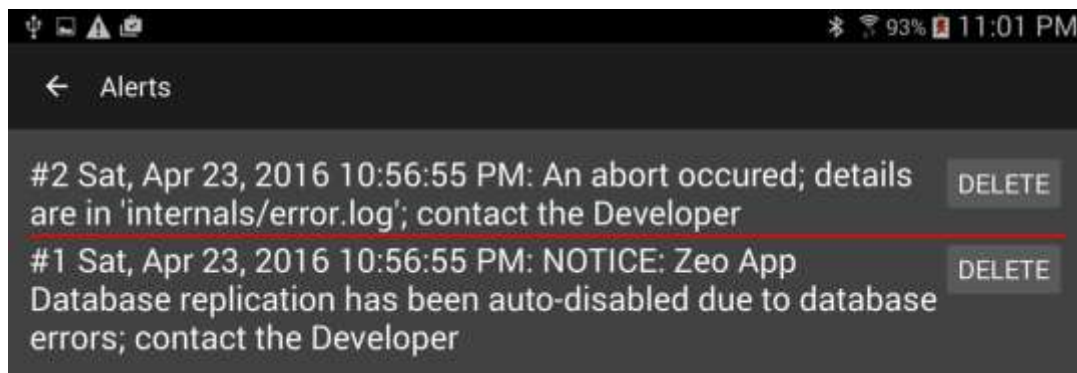 93% 11:01 PM
Alerts
#2 Sat, Apr 23, 2016 10:56:55 PM: An abort occured; details
are in 'internals/error.log'; contact the Developer
DELETE
#1 Sat, Apr 23, 2016 10:56:55 PM: NOTICE: Zeo App
Database replication has been auto-disabled due to database
errors; contact the Developer
DELETE